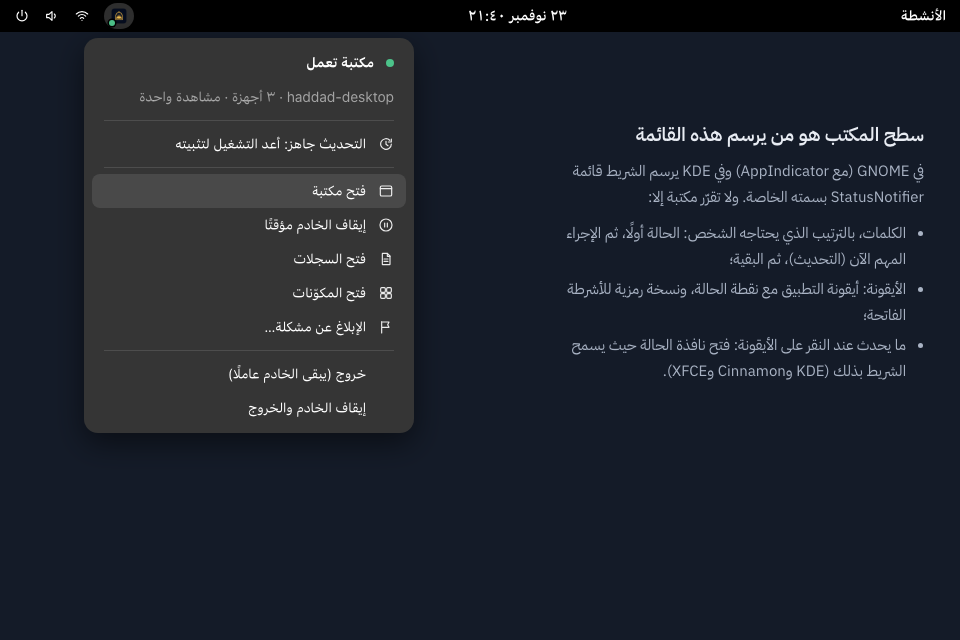 الأنشطة
٢٣ نوفمبر ٢١:٤٠
سطح المكتب هو من يرسم هذه القائمة
في GNOME (مع AppIndicator) وفي KDE يرسم الشريط قائمة
StatusNotifier بسمته الخاصة. ولا تقرّر مكتبة إلا:
• الكلمات، بالترتيب الذي يحتاجه الشخص: الحالة أولًا، ثم الإجراء
المهم الآن (التحديث)، ثم البقية؛
• الأيقونة: أيقونة التطبيق مع نقطة الحالة، ونسخة رمزية للأشرطة
الفاتحة؛
• ما يحدث عند النقر على الأيقونة: فتح نافذة الحالة حيث يسمح
الشريط بذلك (KDE وCinnamon وXFCE).
مكتبة تعمل
haddad-desktop · ٣ أجهزة · مشاهدة واحدة
التحديث جاهز: أعد التشغيل لتثبيته
فتح مكتبة
إيقاف الخادم مؤقتًا
فتح السجلات
فتح المكوّنات
الإبلاغ عن مشكلة...
خروج (يبقى الخادم عاملًا)
إيقاف الخادم والخروج